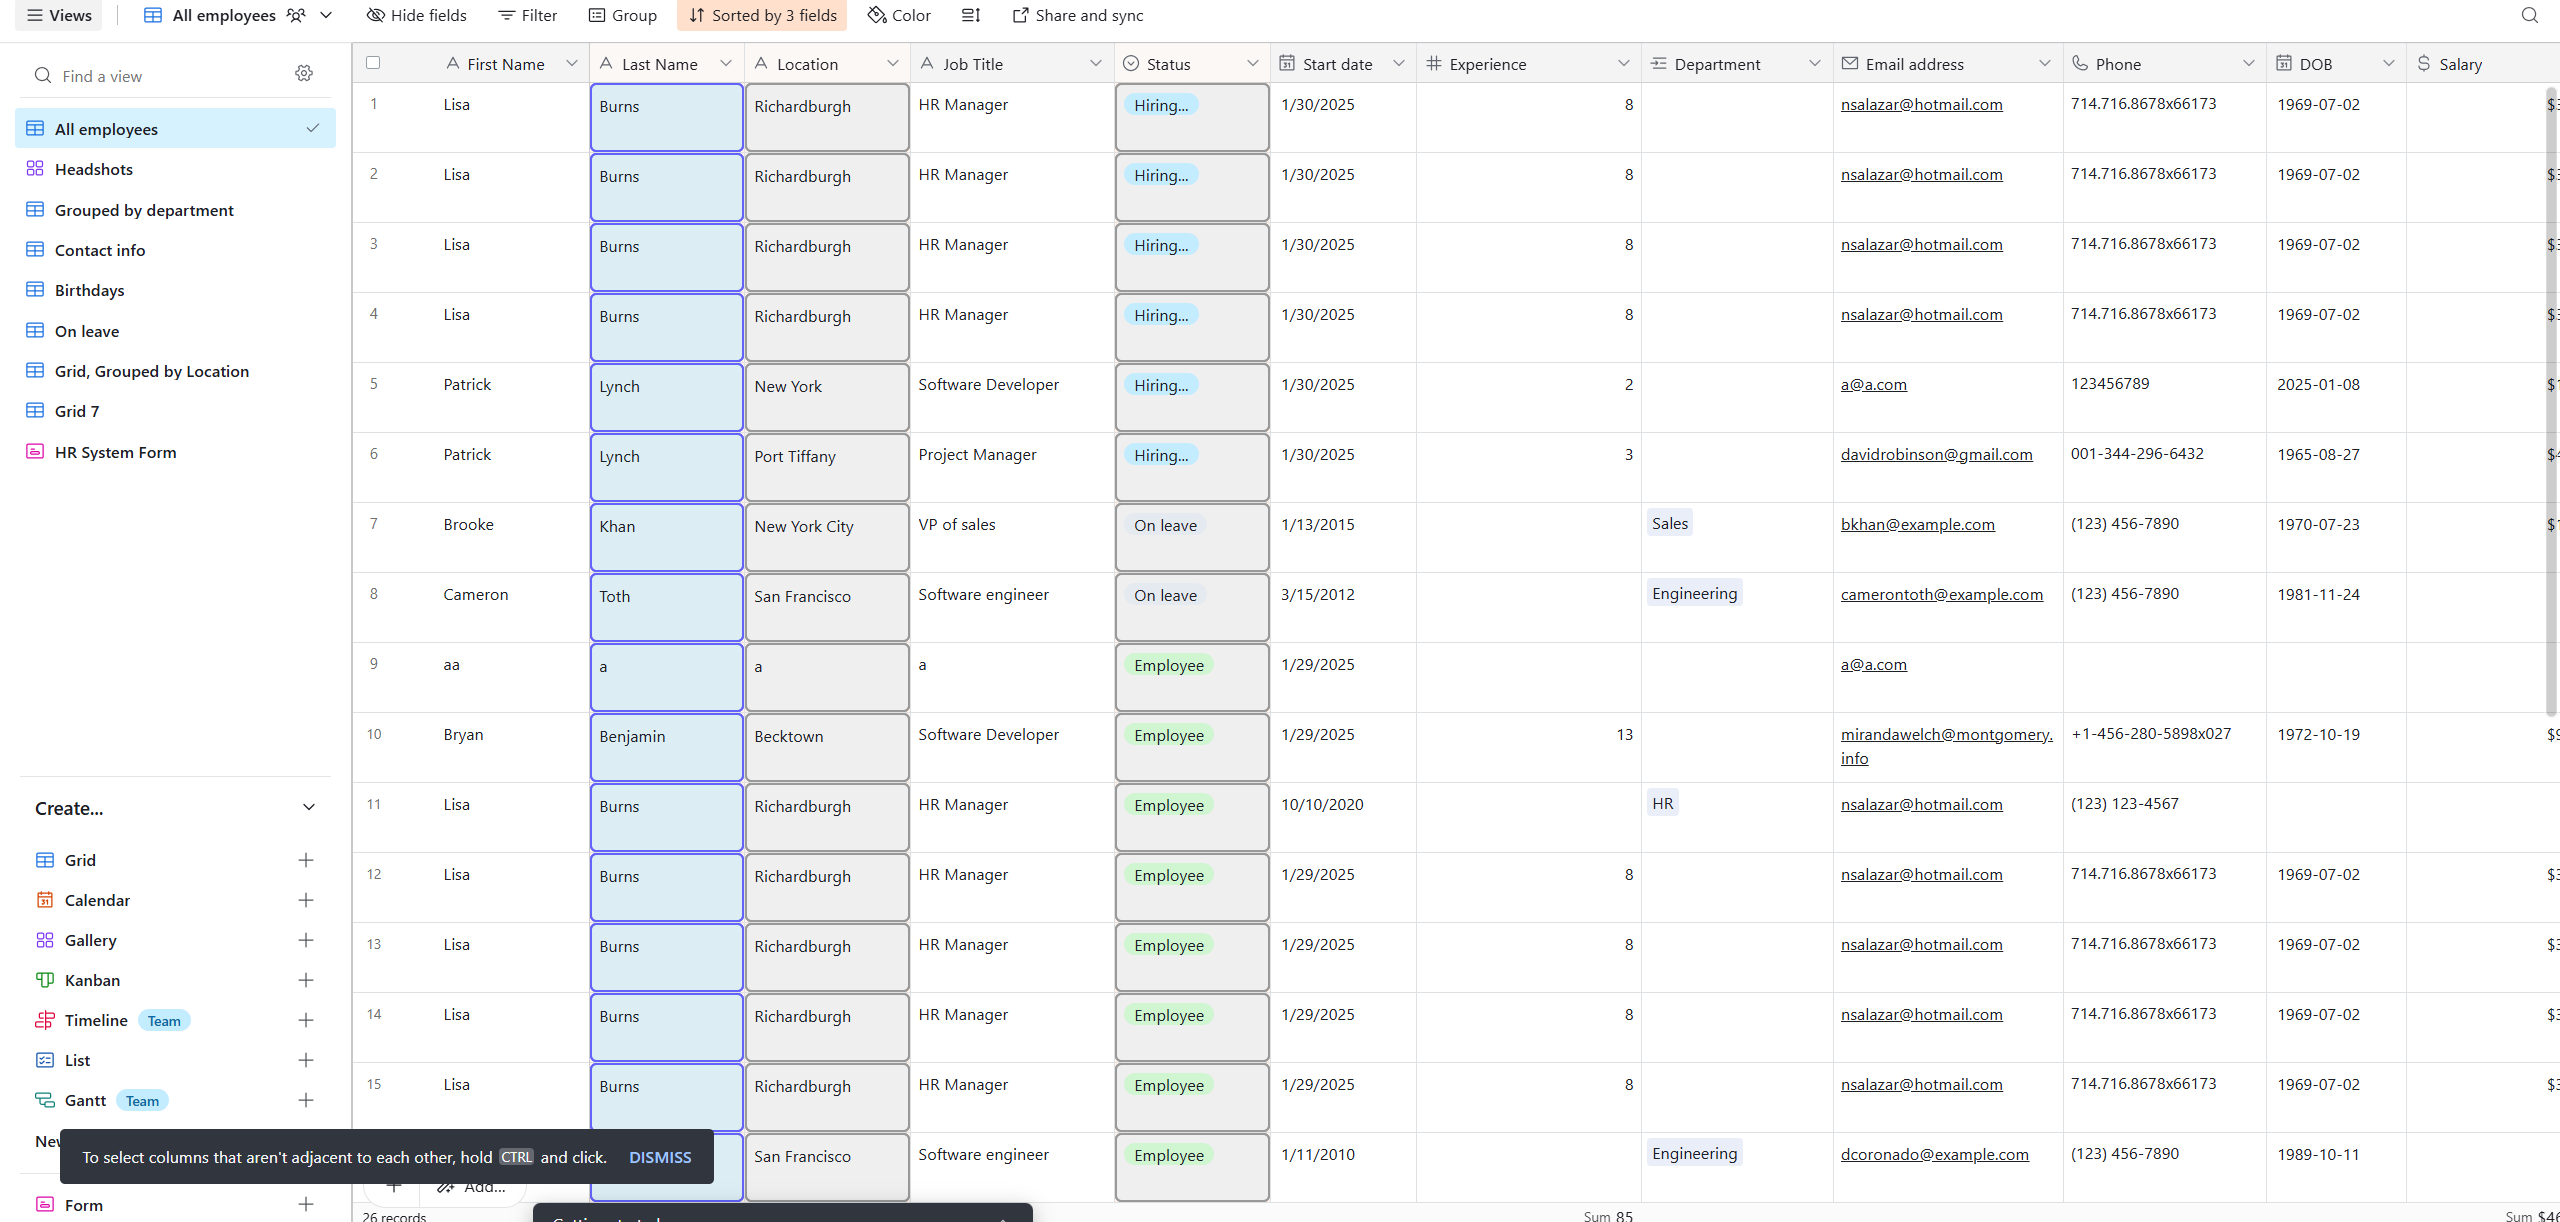 Views All employees Hide fields Filter Group Sorted by 3 fields Color Share and sync
Find a view
All employees
Headshots
Grouped by department
Contact info
Birthdays
On leave
Grid, Grouped by Location
Grid 7
HR System Form
Create...
Grid
Calendar
Gallery
Kanban
Timeline Team
List
Gantt Team
New
Form
First Name Last Name Location Job Title Status Start date Experience Department Email address Phone DOB Salary
1 Lisa Burns Richardburgh HR Manager Hiring... 1/30/2025 8 nsalazar@hotmail.com 714.716.8678x66173 1969-07-02
2 Lisa Burns Richardburgh HR Manager Hiring... 1/30/2025 8 nsalazar@hotmail.com 714.716.8678x66173 1969-07-02
3 Lisa Burns Richardburgh HR Manager Hiring... 1/30/2025 8 nsalazar@hotmail.com 714.716.8678x66173 1969-07-02
4 Lisa Burns Richardburgh HR Manager Hiring... 1/30/2025 8 nsalazar@hotmail.com 714.716.8678x66173 1969-07-02
5 Patrick Lynch New York Software Developer Hiring... 1/30/2025 2 a@a.com 123456789 2025-01-08
6 Patrick Lynch Port Tiffany Project Manager Hiring... 1/30/2025 3 davidrobinson@gmail.com 001-344-296-6432 1965-08-27
7 Brooke Khan New York City VP of sales On leave 1/13/2015 Sales bkhan@example.com (123) 456-7890 1970-07-23
8 Cameron Toth San Francisco Software engineer On leave 3/15/2012 Engineering camerontoth@example.com (123) 456-7890 1981-11-24
9 aa a a a Employee 1/29/2025 a@a.com
10 Bryan Benjamin Becktown Software Developer Employee 1/29/2025 13 mirandawelch@montgomery. +1-456-280-5898x027 1972-10-19
info
11 Lisa Burns Richardburgh HR Manager Employee 10/10/2020 HR nsalazar@hotmail.com (123) 123-4567
12 Lisa Burns Richardburgh HR Manager Employee 1/29/2025 8 nsalazar@hotmail.com 714.716.8678x66173 1969-07-02
13 Lisa Burns Richardburgh HR Manager Employee 1/29/2025 8 nsalazar@hotmail.com 714.716.8678x66173 1969-07-02
14 Lisa Burns Richardburgh HR Manager Employee 1/29/2025 8 nsalazar@hotmail.com 714.716.8678x66173 1969-07-02
15 Lisa Burns Richardburgh HR Manager Employee 1/29/2025 8 nsalazar@hotmail.com 714.716.8678x66173 1969-07-02
San Francisco Software engineer Employee 1/11/2010 Engineering dcoronado@example.com (123) 456-7890 1989-10-11
To select columns that aren't adjacent to each other, hold CTRL and click. DISMISS
Add...
26 records Sum 85 Sum